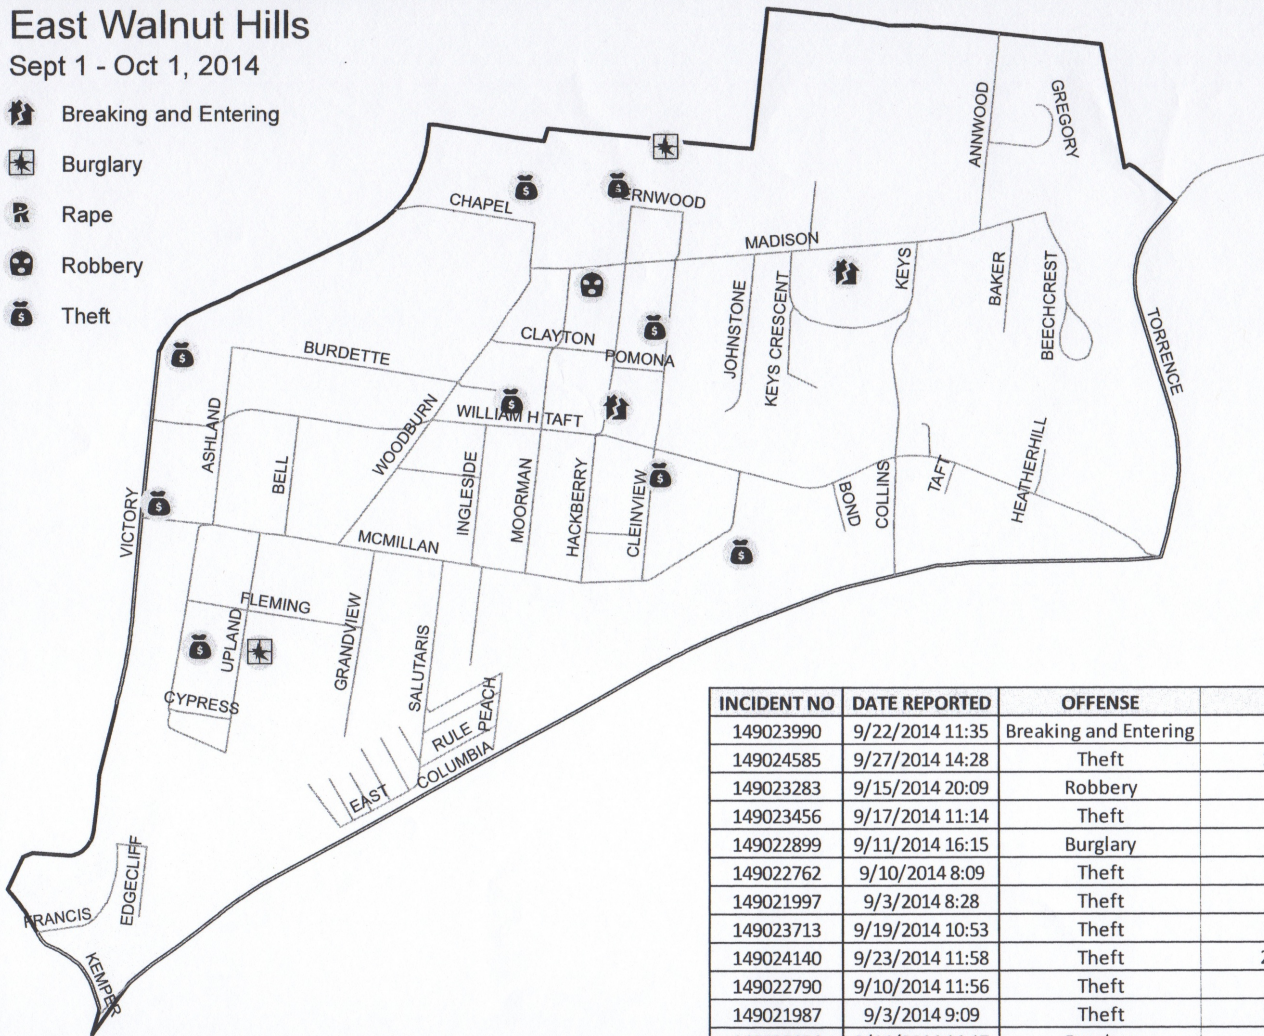 East Walnut Hills
Sept 1 - Oct 1, 2014
Breaking and Entering
Burglary
Rape
Robbery
Theft
CHAPEL
ERNWOOD
ANNWOOD
GREGORY
MADISON
KEYS
BAKER
BEECHCREST
TORRENCE
JOHNSTONE
KEYS CRESCENT
CLAYTON
POMONA
BURDETTE
WILLIAM H TAFT
WOODBURN
ASHLAND
BELL
INGLESIDE
MOORMAN
HACKBERRY
CLEINVIEW
BOND
COLLINS
TAFT
HEATHERHILL
VICTORY
MCMILLAN
FLEMING
UPLAND
GRANDVIEW
SALUTARIS
CYPRESS
PEACH
RULE
COLUMBIA
EAST
EDGECLIFF
FRANCIS
KEMPER
INCIDENT NO DATE REPORTED OFFENSE
149023990 9/22/2014 11:35 Breaking and Entering
149024585 9/27/2014 14:28 Theft
149023283 9/15/2014 20:09 Robbery
149023456 9/17/2014 11:14 Theft
149022899 9/11/2014 16:15 Burglary
149022762 9/10/2014 8:09 Theft
149021997 9/3/2014 8:28 Theft
149023713 9/19/2014 10:53 Theft
149024140 9/23/2014 11:58 Theft 2
149022790 9/10/2014 11:56 Theft
149021987 9/3/2014 9:09 Theft